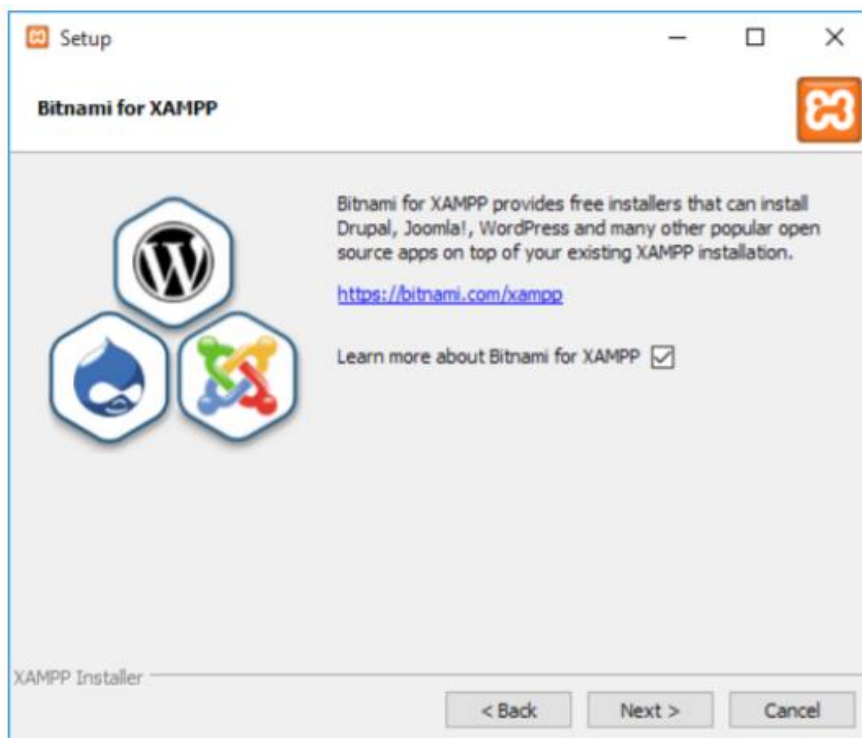 Setup
Bitnami for XAMPP
Bitnami for XAMPP provides free installers that can install
Drupal, Joomla!, WordPress and many other popular open
source apps on top of your existing XAMPP installation.
https://bitnami.com/xampp
Learn more about Bitnami for XAMPP
XAMPP Installer
< Back
Next >
Cancel